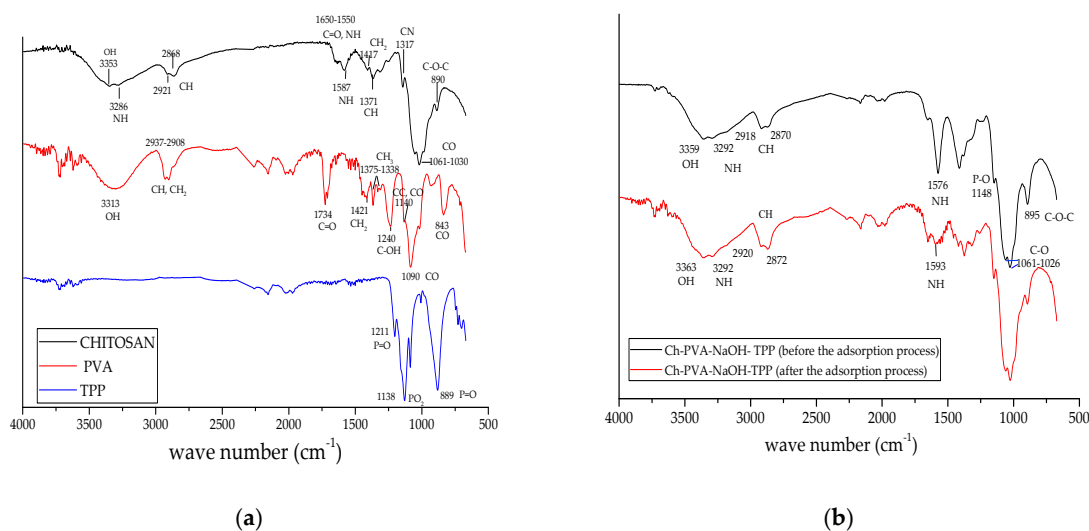 (a)
1650-1550
C=O, NH
CN
1317
OH
3353
2868
CH2
1417
C-O-C
890
3286
NH
2921
CH
1587
NH
1371
CH
2937-2908
CH3
1375-1338
CO
1061-1030
CH, CH2
CC, CO
1140
3313
OH
1734
C=O
1421
CH2
1240
C-OH
843
CO
1090
CO
1211
P=O
1138
PO2
889
P=O
CHITOSAN
PVA
TPP
4000
3500
3000
2500
2000
1500
1000
500
wave number (cm-1)
(a)
(b)
3359
OH
3292
NH
2918
CH
2870
1576
NH
P-O
1148
895
C-O-C
CH
C-O
1061-1026
3363
OH
3292
NH
2920
2872
1593
NH
Ch-PVA-NaOH- TPP (before the adsorption process)
Ch-PVA-NaOH-TPP (after the adsorption process)
4000
3500
3000
2500
2000
1500
1000
500
wave number (cm-1)
(b)